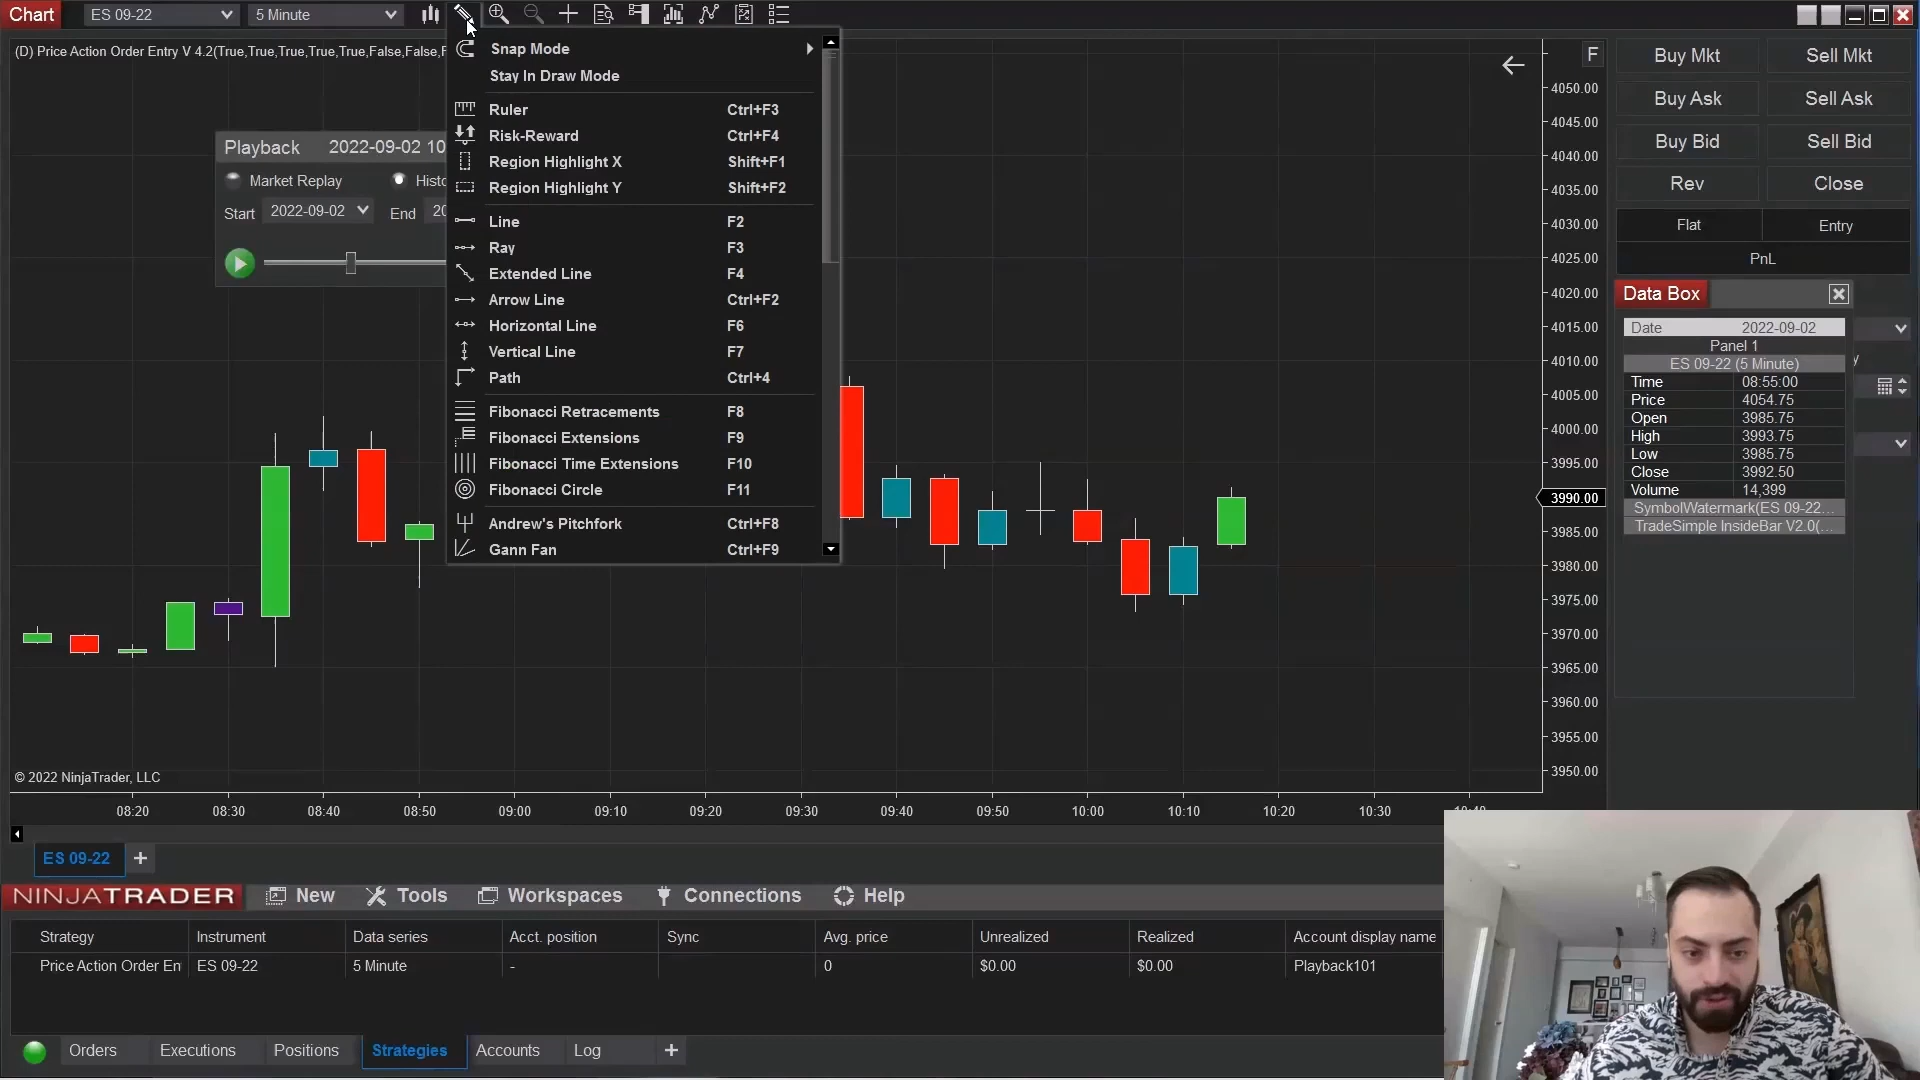 Chart
ES 09-22
5 Minute
(D) Price Action Order Entry V 4.2(True,True,True,True,True,False,False,F
Snap Mode
Stay In Draw Mode
Ruler Ctrl+F3
Risk-Reward Ctrl+F4
Region Highlight X Shift+F1
Region Highlight Y Shift+F2
Line F2
Ray F3
Extended Line F4
Arrow Line Ctrl+F2
Horizontal Line F6
Vertical Line F7
Path Ctrl+4
Fibonacci Retracements F8
Fibonacci Extensions F9
Fibonacci Time Extensions F10
Fibonacci Circle F11
Andrew's Pitchfork Ctrl+F8
Gann Fan Ctrl+F9
Playback 2022-09-02 10
Market Replay Histo
Start 2022-09-02 End 20
F
4050.00
4045.00
4040.00
4035.00
4030.00
4025.00
4020.00
4015.00
4010.00
4005.00
4000.00
3995.00
3990.00
3985.00
3980.00
3975.00
3970.00
3965.00
3960.00
3955.00
3950.00
Buy Mkt Sell Mkt
Buy Ask Sell Ask
Buy Bid Sell Bid
Rev Close
Flat Entry
PnL
Data Box
Date 2022-09-02
Panel 1
ES 09-22 (5 Minute)
Time 08:55:00
Price 4054.75
Open 3985.75
High 3993.75
Low 3985.75
Close 3992.50
Volume 14,399
SymbolWatermark(ES 09-22...
TradeSimple InsideBar V2.0(...
y
© 2022 NinjaTrader, LLC
08:20 08:30 08:40 08:50 09:00 09:10 09:20 09:30 09:40 09:50 10:00 10:10 10:20 10:30
ES 09-22 +
NINJATRADER New Tools Workspaces Connections Help
Strategy Instrument Data series Acct. position Sync Avg. price Unrealized Realized Account display name
Price Action Order En ES 09-22 5 Minute - 0 $0.00 $0.00 Playback101
Orders Executions Positions Strategies Accounts Log +